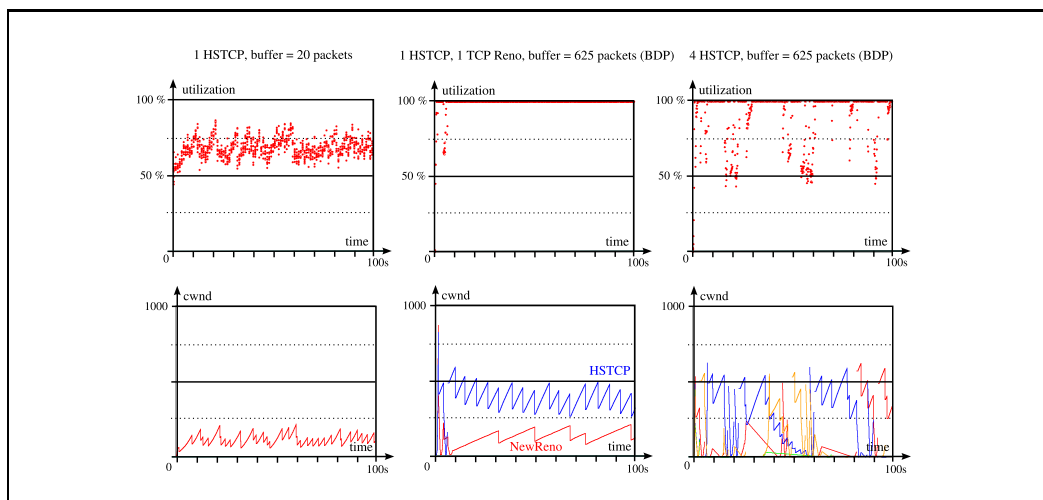 1 HSTCP, buffer = 20 packets
1 HSTCP, 1 TCP Reno, buffer = 625 packets (BDP)
4 HSTCP, buffer = 625 packets (BDP)
utilization
100 %
50 %
time
0
100s
utilization
100 %
50 %
time
0
100s
utilization
100 %
50 %
time
0
100s
cwnd
1000
time
0
100s
cwnd
1000
HSTCP
NewReno
time
0
100s
cwnd
1000
time
0
100s